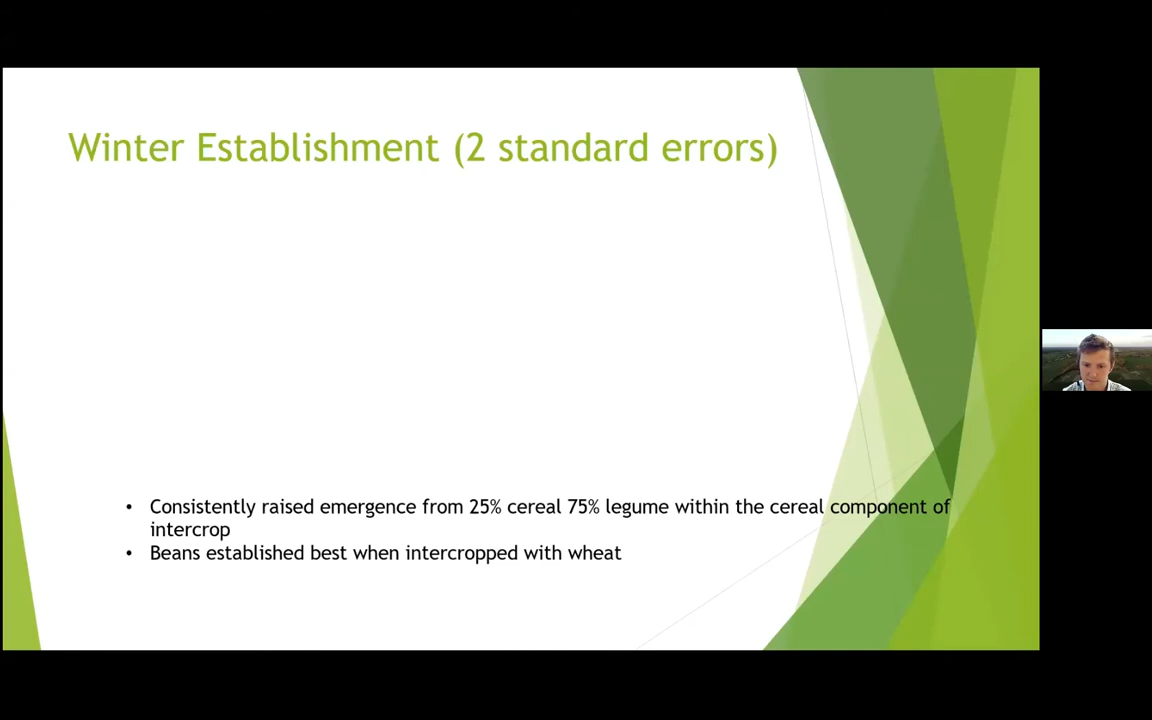 Winter Establishment (2 standard errors)
• Consistently raised emergence from 25% cereal 75% legume within the cereal component of
intercrop
• Beans established best when intercropped with wheat